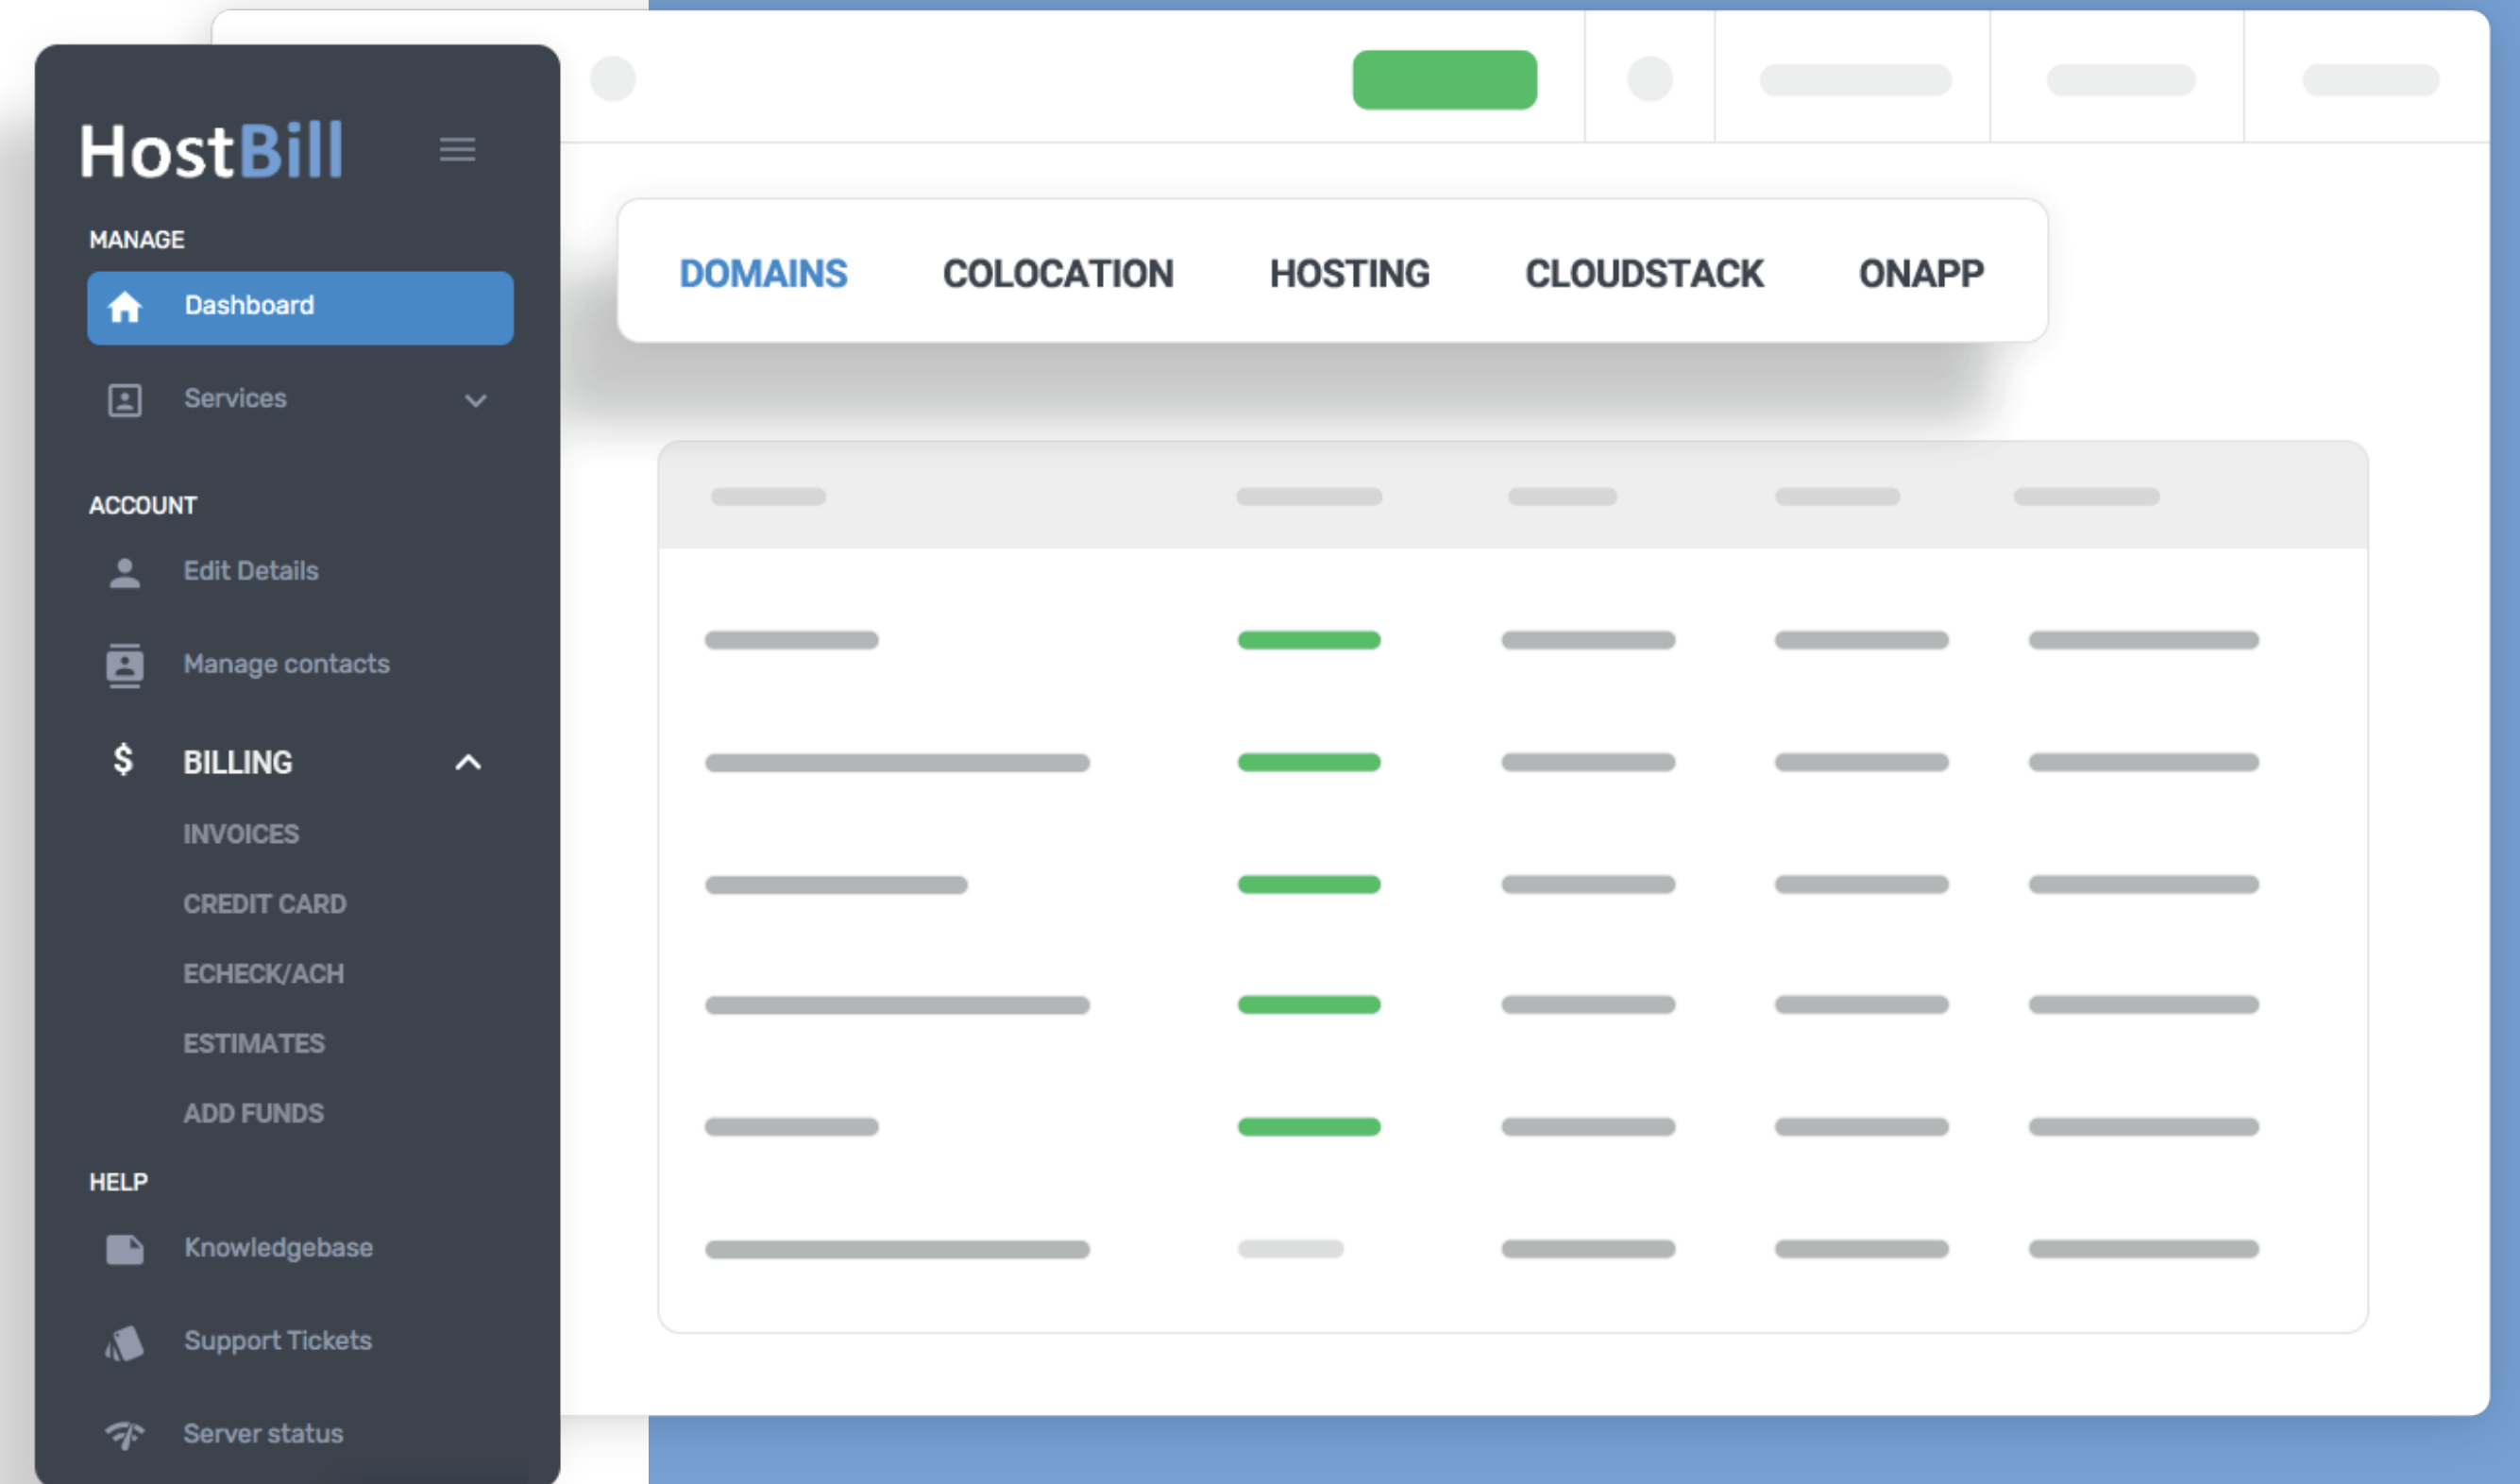 HostBill
MANAGE
Dashboard
Services
ACCOUNT
Edit Details
Manage contacts
$ BILLING
INVOICES
CREDIT CARD
ECHECK/ACH
ESTIMATES
ADD FUNDS
HELP
Knowledgebase
Support Tickets
Server status
DOMAINS COLOCATION HOSTING CLOUDSTACK ONAPP